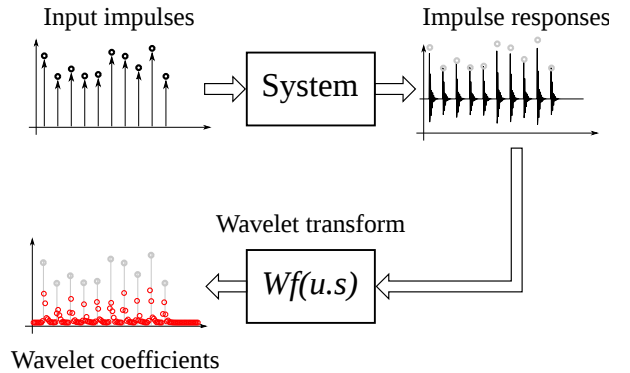 Input impulses
Impulse responses
System
Wavelet transform
Wf(u.s)
Wavelet coefficients